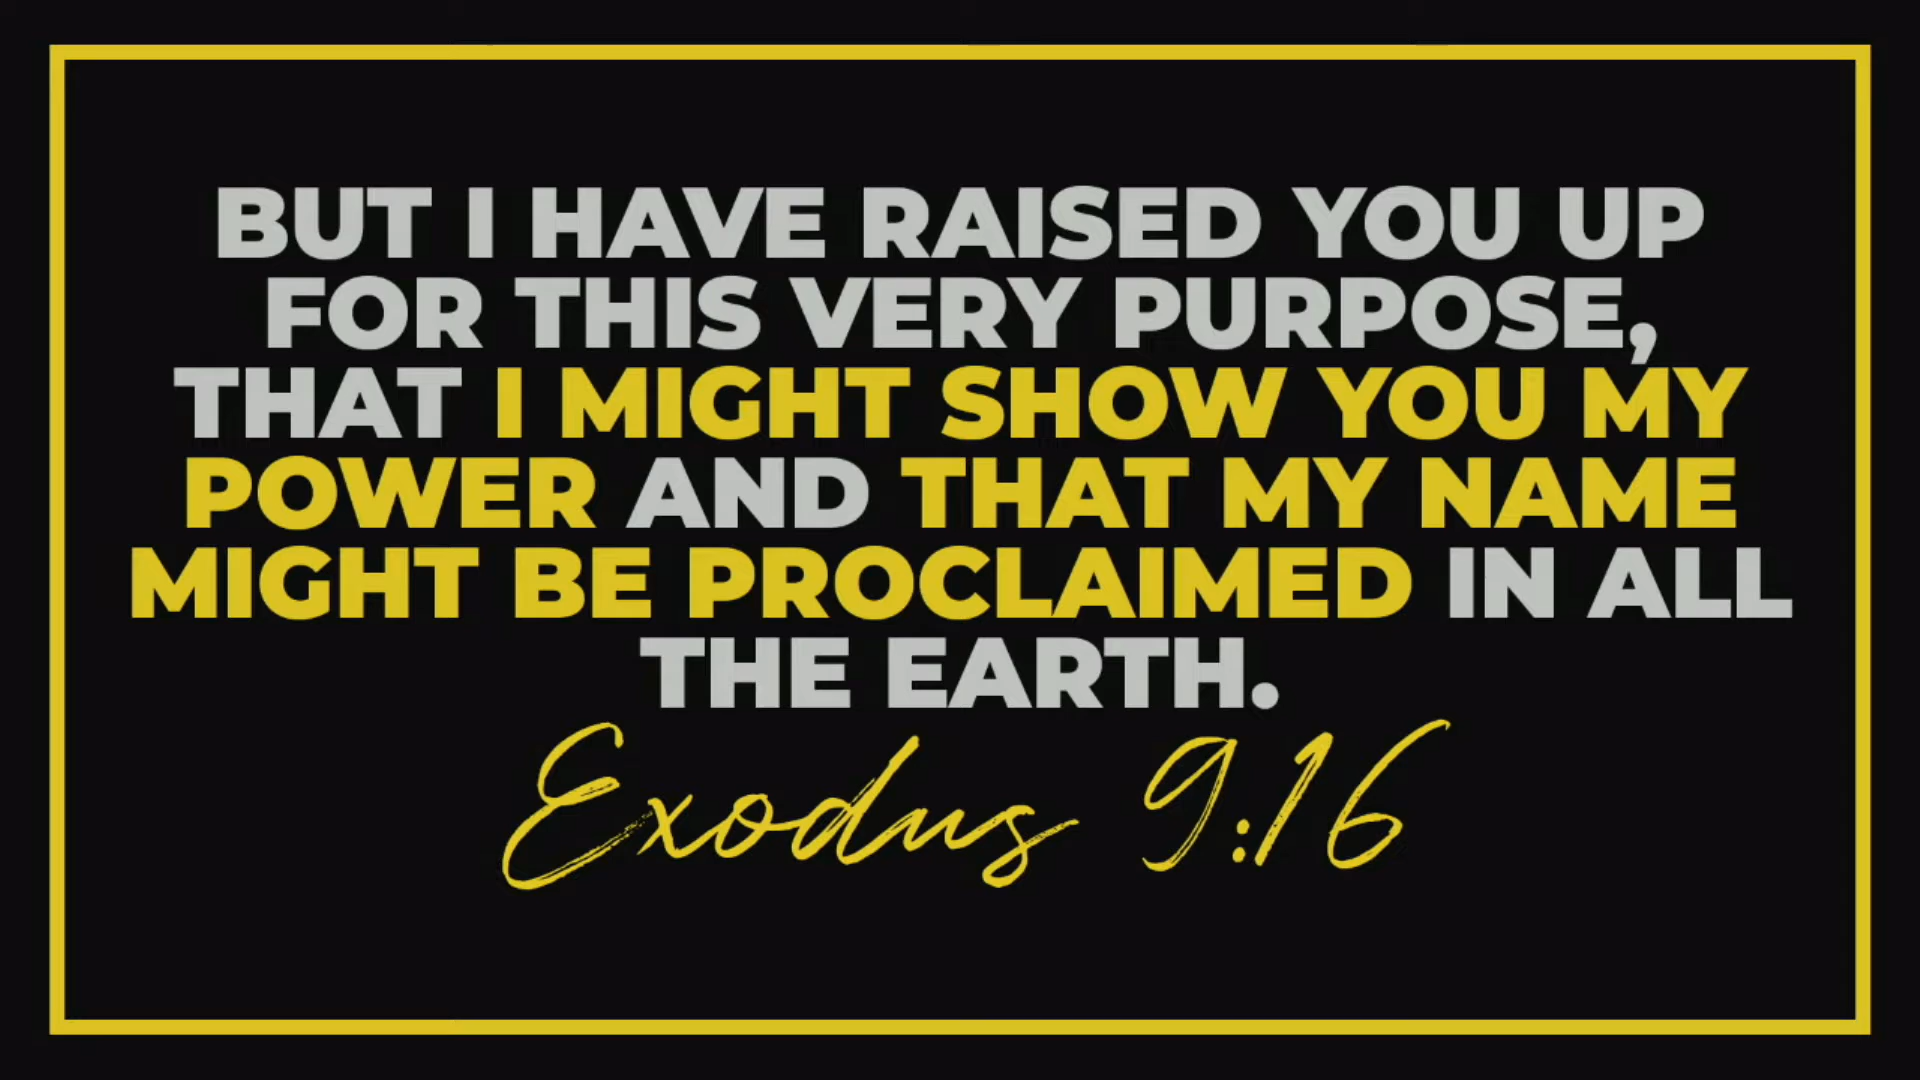 BUT I HAVE RAISED YOU UP
FOR THIS VERY PURPOSE,
THAT I MIGHT SHOW YOU MY
POWER AND THAT MY NAME
MIGHT BE PROCLAIMED IN ALL
THE EARTH.
Exodus 9:16